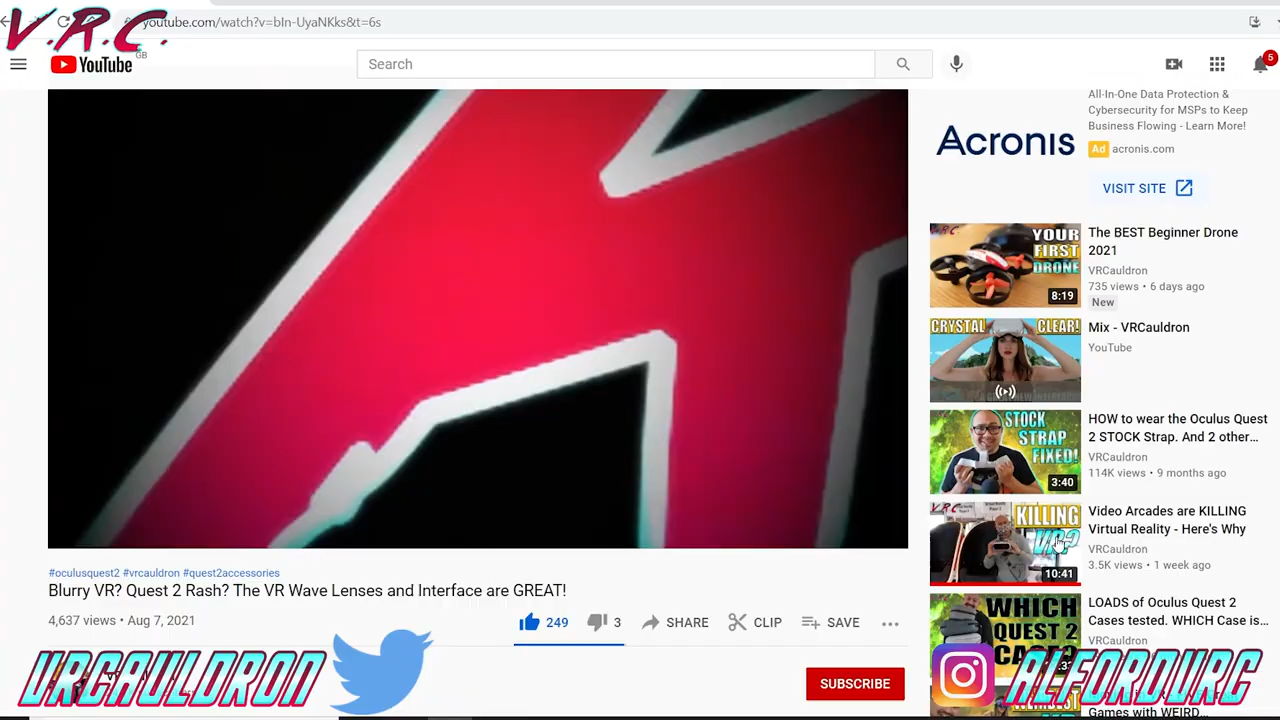 V.R.C.
youtube.com/watch?v=bIn-UyaNKks&t=6s
YouTube GB
Search
5
All-In-One Data Protection &
Cybersecurity for MSPs to Keep
Business Flowing - Learn More!
Acronis
Ad acronis.com
VISIT SITE
V.R.C.
YOUR
FIRST
DRONE
8:19
The BEST Beginner Drone
2021
VRCauldron
735 views • 6 days ago
New
CRYSTAL CLEAR!
Mix - VRCauldron
YouTube
STOCK
STRAP
FIXED!
3:40
HOW to wear the Oculus Quest
2 STOCK Strap. And 2 other…
VRCauldron
114K views • 9 months ago
V.R.C.
KILLING
VR?
10:41
Video Arcades are KILLING
Virtual Reality - Here's Why
VRCauldron
3.5K views • 1 week ago
#oculusquest2 #vrcauldron #quest2accessories
Blurry VR? Quest 2 Rash? The VR Wave Lenses and Interface are GREAT!
4,637 views • Aug 7, 2021
249
3
SHARE
CLIP
SAVE
WHICH
QUEST 2
LOADS of Oculus Quest 2
Cases tested. WHICH Case is…
VRCauldron
VRCAULDRON
SUBSCRIBE
ALFORDVRC
Games with WEIRD…